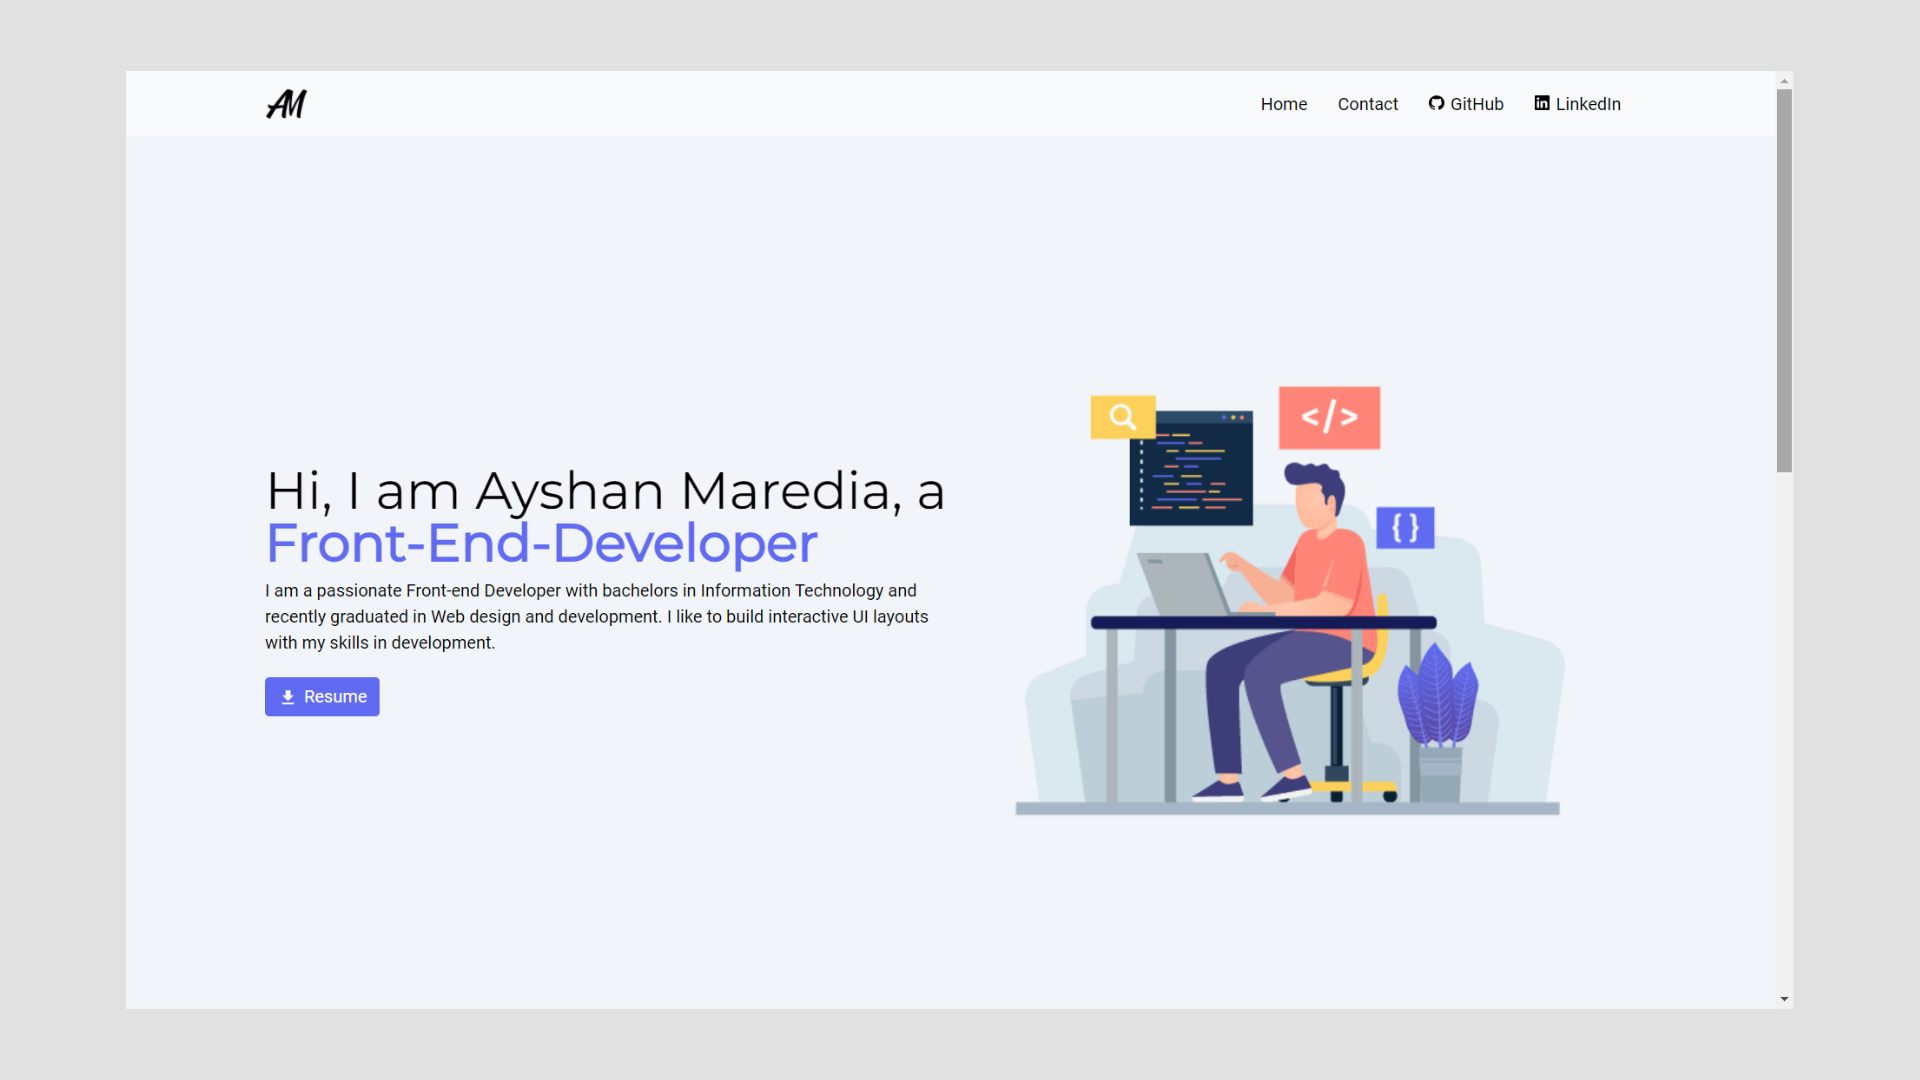 AM
Home Contact GitHub LinkedIn
</>
{ }
Hi, I am Ayshan Maredia, a
Front-End-Developer
I am a passionate Front-end Developer with bachelors in Information Technology and
recently graduated in Web design and development. I like to build interactive UI layouts
with my skills in development.
Resume